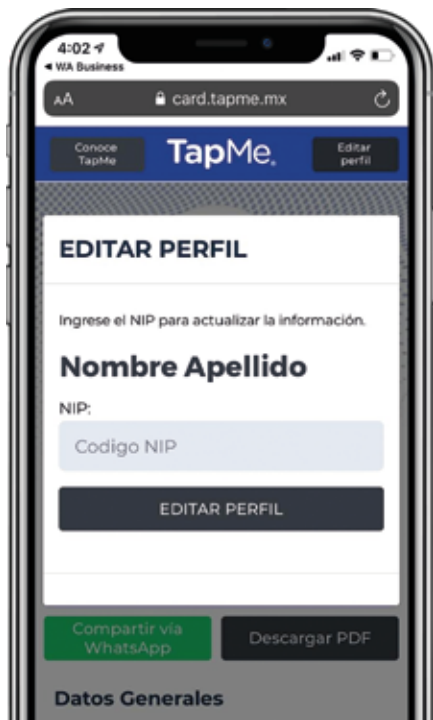 4:02
WA Business
AA
card.tapme.mx
Conoce
TapMe
TapMe.
Editar
perfil
EDITAR PERFIL
Ingrese el NIP para actualizar la información.
Nombre Apellido
NIP:
Codigo NIP
EDITAR PERFIL
Compartir vía
WhatsApp
Descargar PDF
Datos Generales